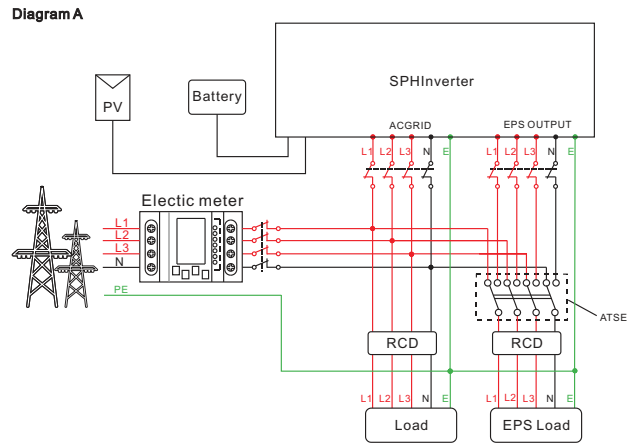 Diagram A
SPHInverter
PV
Battery
ACGRID
EPS OUTPUT
L1 L2 L3 N E
L1 L2 L3 N E
Electic meter
L1
L2
L3
N
PE
ATSE
RCD
RCD
L1 L2 L3 N E
L1 L2 L3 N E
Load
EPS Load